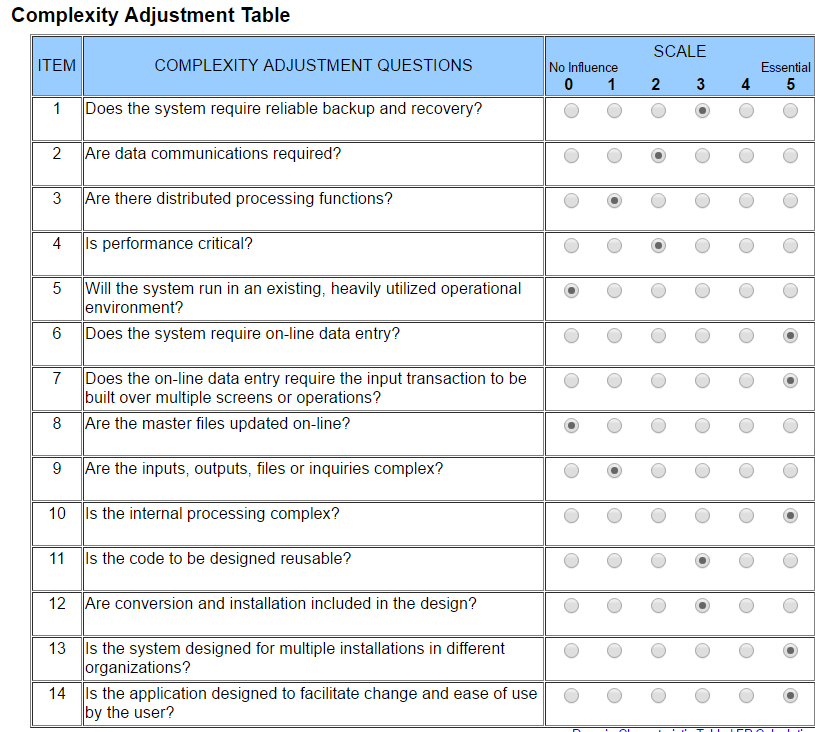 Complexity Adjustment Table
ITEM
COMPLEXITY ADJUSTMENT QUESTIONS
SCALE
No Influence Essential
0 1 2 3 4 5
1 Does the system require reliable backup and recovery?
2 Are data communications required?
3 Are there distributed processing functions?
4 Is performance critical?
5 Will the system run in an existing, heavily utilized operational
environment?
6 Does the system require on-line data entry?
7 Does the on-line data entry require the input transaction to be
built over multiple screens or operations?
8 Are the master files updated on-line?
9 Are the inputs, outputs, files or inquiries complex?
10 Is the internal processing complex?
11 Is the code to be designed reusable?
12 Are conversion and installation included in the design?
13 Is the system designed for multiple installations in different
organizations?
14 Is the application designed to facilitate change and ease of use
by the user?